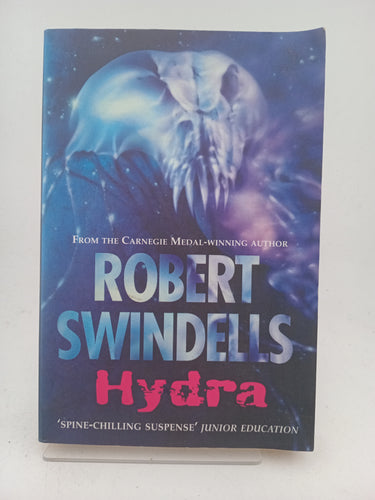 FROM THE CARNEGIE MEDAL-WINNING AUTHOR
ROBERT
SWINDELLS
Hydra
'SPINE-CHILLING SUSPENSE' JUNIOR EDUCATION